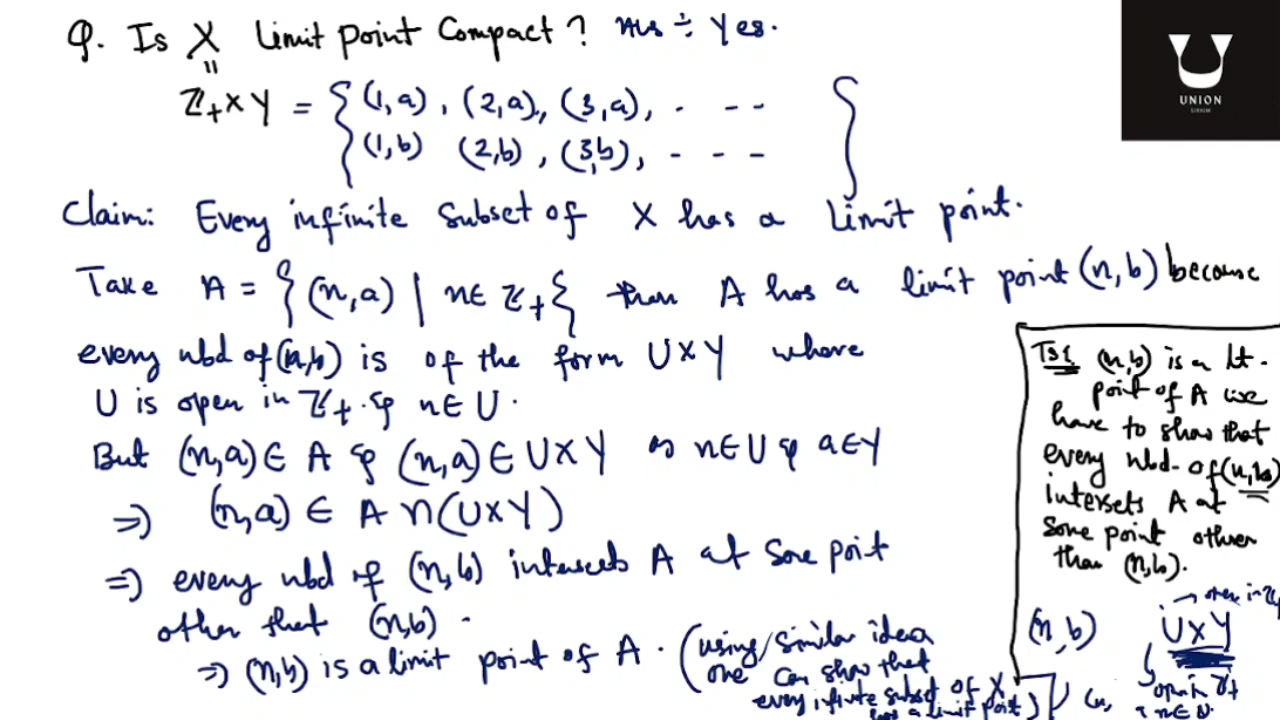 Q. Is X Limit point Compact? Ans ÷ Yes.
UNION
"
Z+ x Y = { (1,a), (2,a), (3,a), . - -
(1,b) (2,b), (3,b), - - - }
Claim: Every infinite subset of X has a limit point.
Take A = { (n,a) | n∈ Z+ } then A has a limit point (n,b) because
every nbd of (n,b) is of the form U×Y where
U is open in Z+ & n∈U.
But (n,a)∈ A & (n,a)∈ U×Y as n∈U & a∈Y
=> (n,a) ∈ A ∩ (U×Y)
=> every nbd of (n,b) intersects A at some point
other that (n,b).
=> (n,b) is a limit point of A. (using similar idea
one can show that
every infinite subset of X
has a limit point)
TS: (n,b) is a lt.
point of A we
have to show that
every nbd. of (n,b)
intersets A at
some point other
than (n,b).
→ open in Z+
(n,b) U×Y
open in Z+
n∈U.
(n,